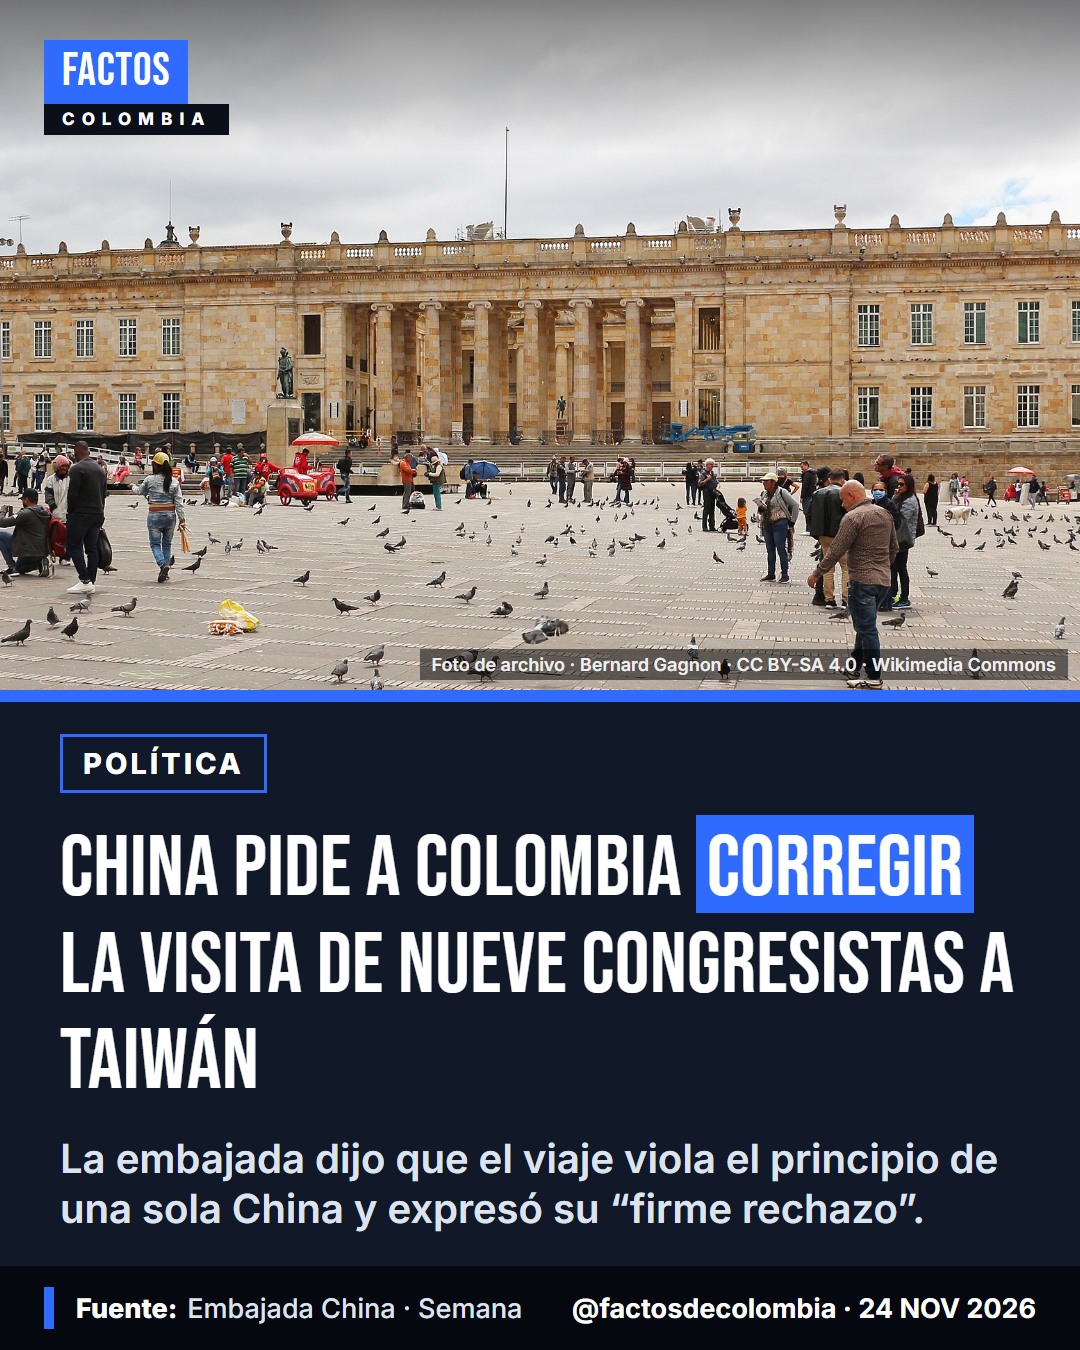 FACTOS
COLOMBIA
Foto de archivo · Bernard Gagnon · CC BY-SA 4.0 · Wikimedia Commons
POLÍTICA
CHINA PIDE A COLOMBIA CORREGIR
LA VISITA DE NUEVE CONGRESISTAS A
TAIWÁN
La embajada dijo que el viaje viola el principio de
una sola China y expresó su “firme rechazo”.
Fuente: Embajada China · Semana
@factosdecolombia · 24 NOV 2026